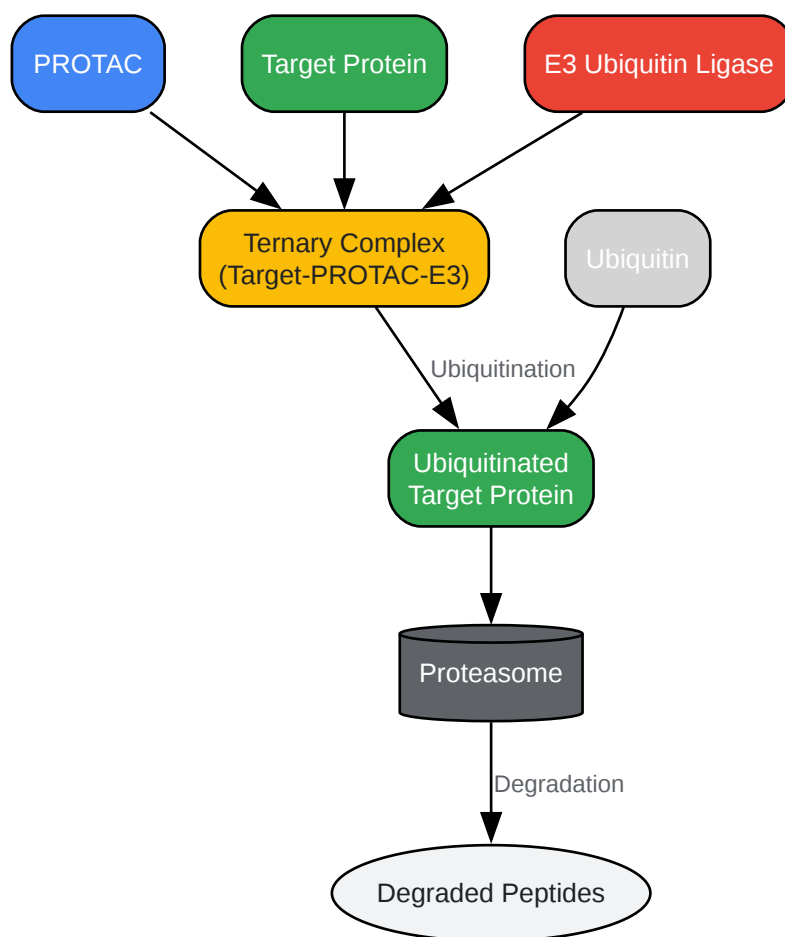 PROTAC
Target Protein
E3 Ubiquitin Ligase
Ternary Complex
(Target-PROTAC-E3)
Ubiquitin
Ubiquitination
Ubiquitinated
Target Protein
Proteasome
Degradation
Degraded Peptides